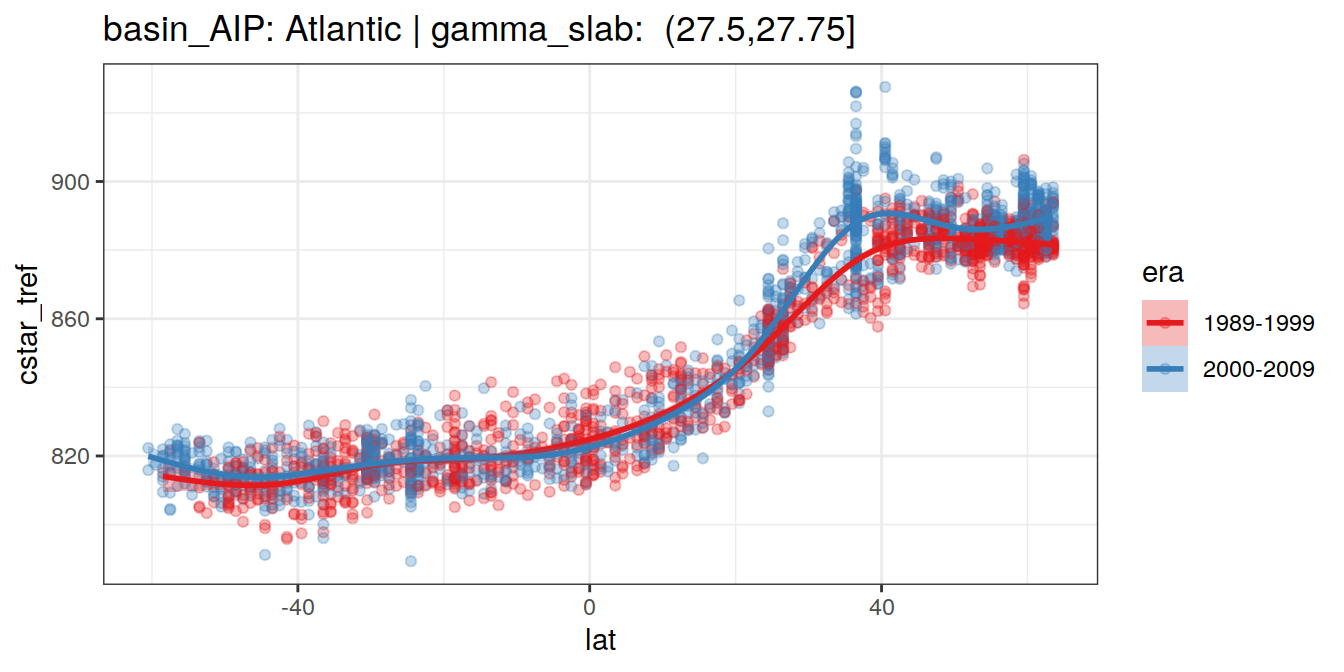 basin_AIP: Atlantic | gamma_slab:  (27.5,27.75]
cstar_tref
900
860
820
-40
0
40
lat
era
1989-1999
2000-2009